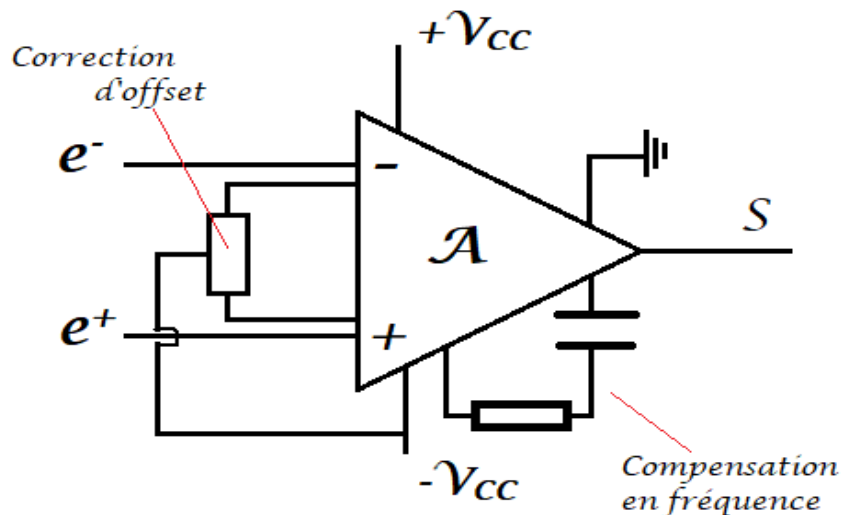 +Vcc
Correction
d'offset
e-
-
A
S
e+
+
-Vcc
Compensation
en fréquence